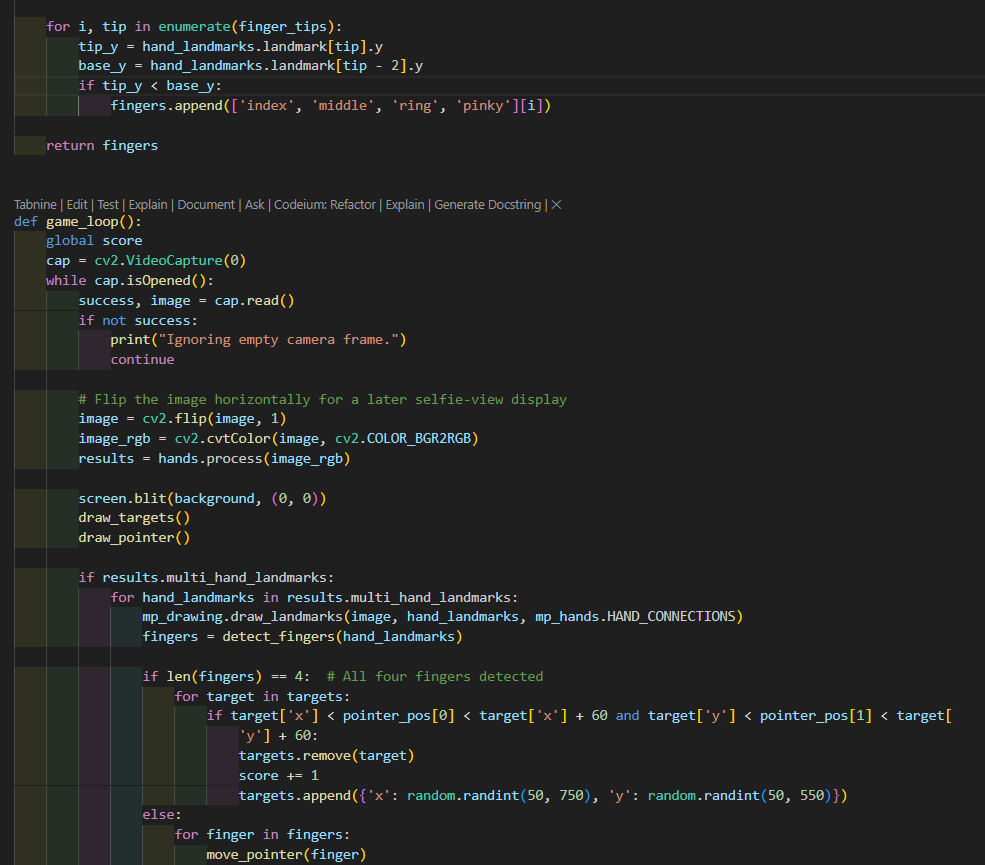 for i, tip in enumerate(finger_tips):
tip_y = hand_landmarks.landmark[tip].y
base_y = hand_landmarks.landmark[tip - 2].y
if tip_y < base_y:
fingers.append(['index', 'middle', 'ring', 'pinky'][i])
return fingers
Tabnine | Edit | Test | Explain | Document | Ask | Codeium: Refactor | Explain | Generate Docstring | ✕
def game_loop():
global score
cap = cv2.VideoCapture(0)
while cap.isOpened():
success, image = cap.read()
if not success:
print("Ignoring empty camera frame.")
continue
# Flip the image horizontally for a later selfie-view display
image = cv2.flip(image, 1)
image_rgb = cv2.cvtColor(image, cv2.COLOR_BGR2RGB)
results = hands.process(image_rgb)
screen.blit(background, (0, 0))
draw_targets()
draw_pointer()
if results.multi_hand_landmarks:
for hand_landmarks in results.multi_hand_landmarks:
mp_drawing.draw_landmarks(image, hand_landmarks, mp_hands.HAND_CONNECTIONS)
fingers = detect_fingers(hand_landmarks)
if len(fingers) == 4:  # All four fingers detected
for target in targets:
if target['x'] < pointer_pos[0] < target['x'] + 60 and target['y'] < pointer_pos[1] < target[
'y'] + 60:
targets.remove(target)
score += 1
targets.append({'x': random.randint(50, 750), 'y': random.randint(50, 550)})
else:
for finger in fingers:
move_pointer(finger)